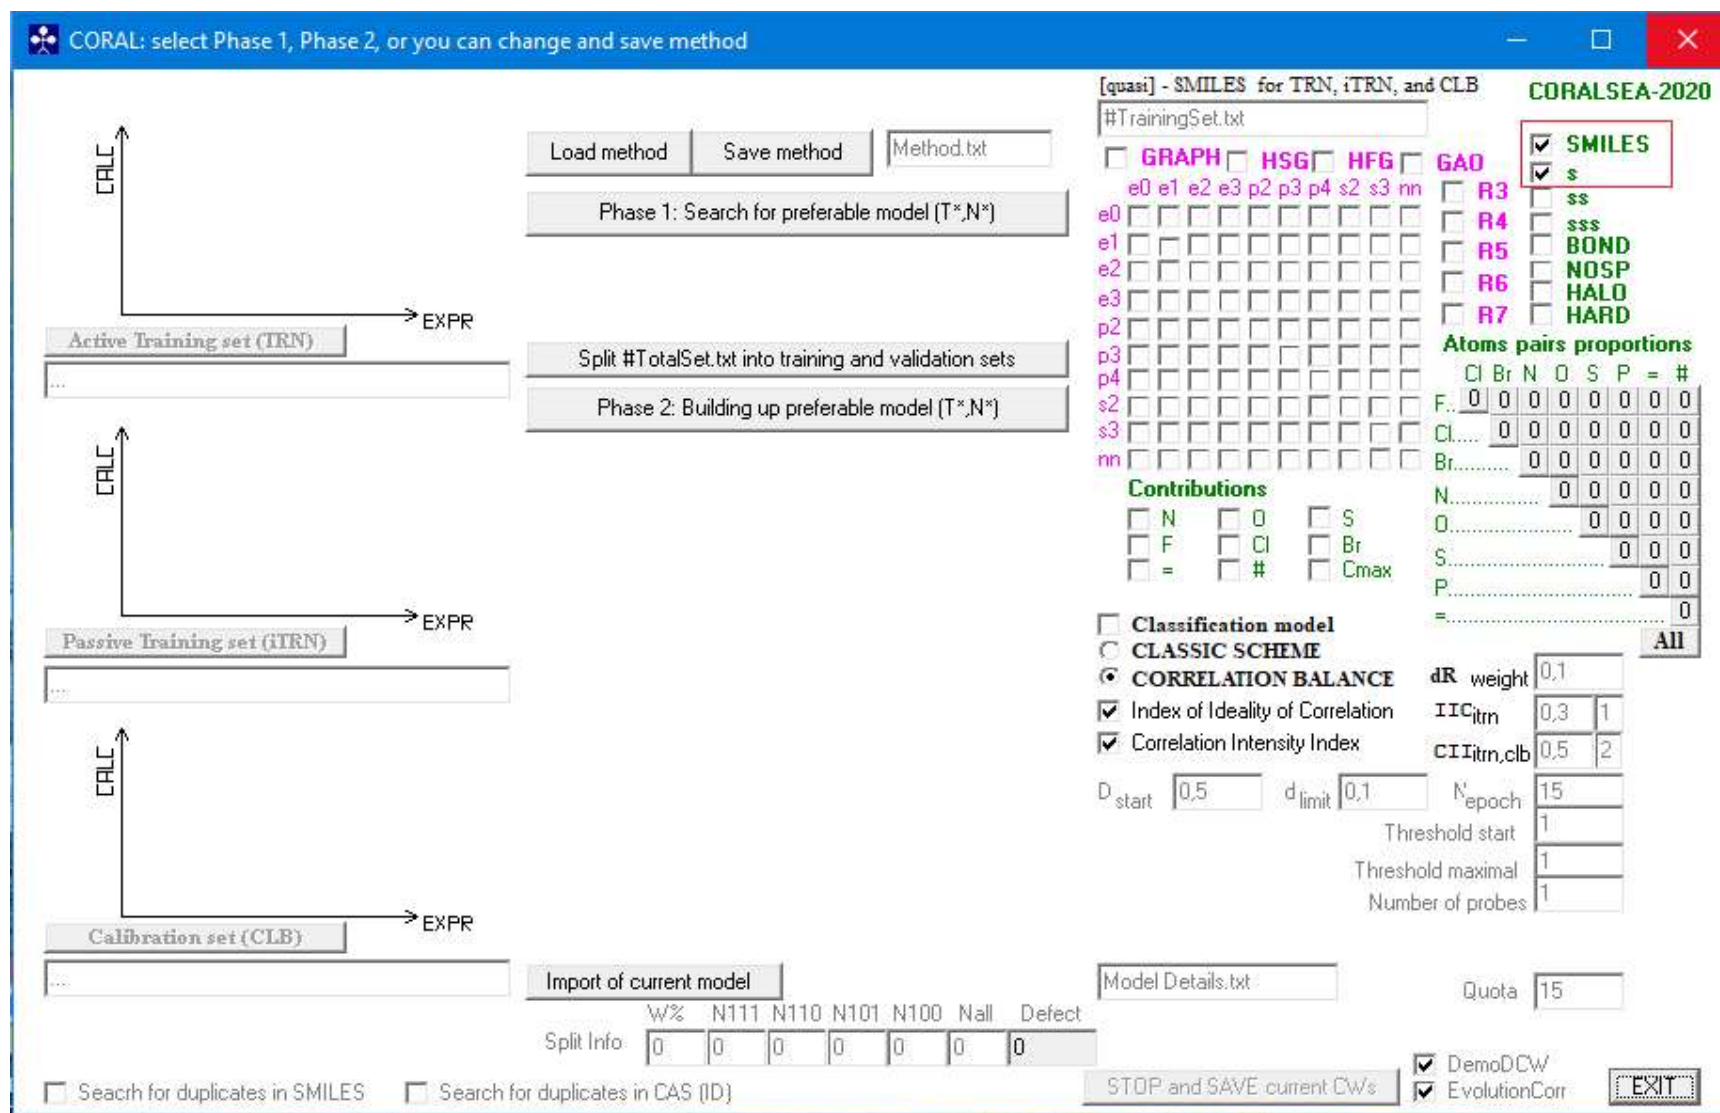 CORAL: select Phase 1, Phase 2, or you can change and save method
[quasi] - SMILES for TRN, iTRN, and CLB
CORALSEA-2020
#TrainingSet.txt
CALC
EXPR
Active Training set (TRN)
...
CALC
EXPR
Passive Training set (iTRN)
...
CALC
EXPR
Calibration set (CLB)
...
Load method
Save method
Method.txt
Phase 1: Search for preferable model (T*,N*)
Split #TotalSet.txt into training and validation sets
Phase 2: Building up preferable model (T*,N*)
GRAPH HSG HFG GAO
e0 e1 e2 e3 p2 p3 p4 s2 s3 nn
e0
e1
e2
e3
p2
p3
p4
s2
s3
nn
R3
R4
R5
R6
R7
SMILES
s
ss
sss
BOND
NOSP
HALO
HARD
Atoms pairs proportions
Cl Br N O S P = #
F.. 0 0 0 0 0 0 0 0
Cl..... 0 0 0 0 0 0 0
Br.......... 0 0 0 0 0 0
N............... 0 0 0 0 0
O....................... 0 0 0 0
S............................ 0 0 0
P................................. 0 0
=...................................... 0
All
Contributions
N O S
F Cl Br
= # Cmax
Classification model
CLASSIC SCHEME
CORRELATION BALANCE
dR weight 0,1
Index of Ideality of Correlation
IICitrn 0,3 1
Correlation Intensity Index
CIIitrn,clb 0,5 2
D start 0,5
d limit 0,1
Nepoch 15
Threshold start 1
Threshold maximal 1
Number of probes 1
Import of current model
Model Details.txt
Quota 15
W% N111 N110 N101 N100 Nall Defect
Split Info 0 0 0 0 0 0 0
Seacrh for duplicates in SMILES
Search for duplicates in CAS (ID)
STOP and SAVE current CWs
DemoDCW
EvolutionCorr
EXIT